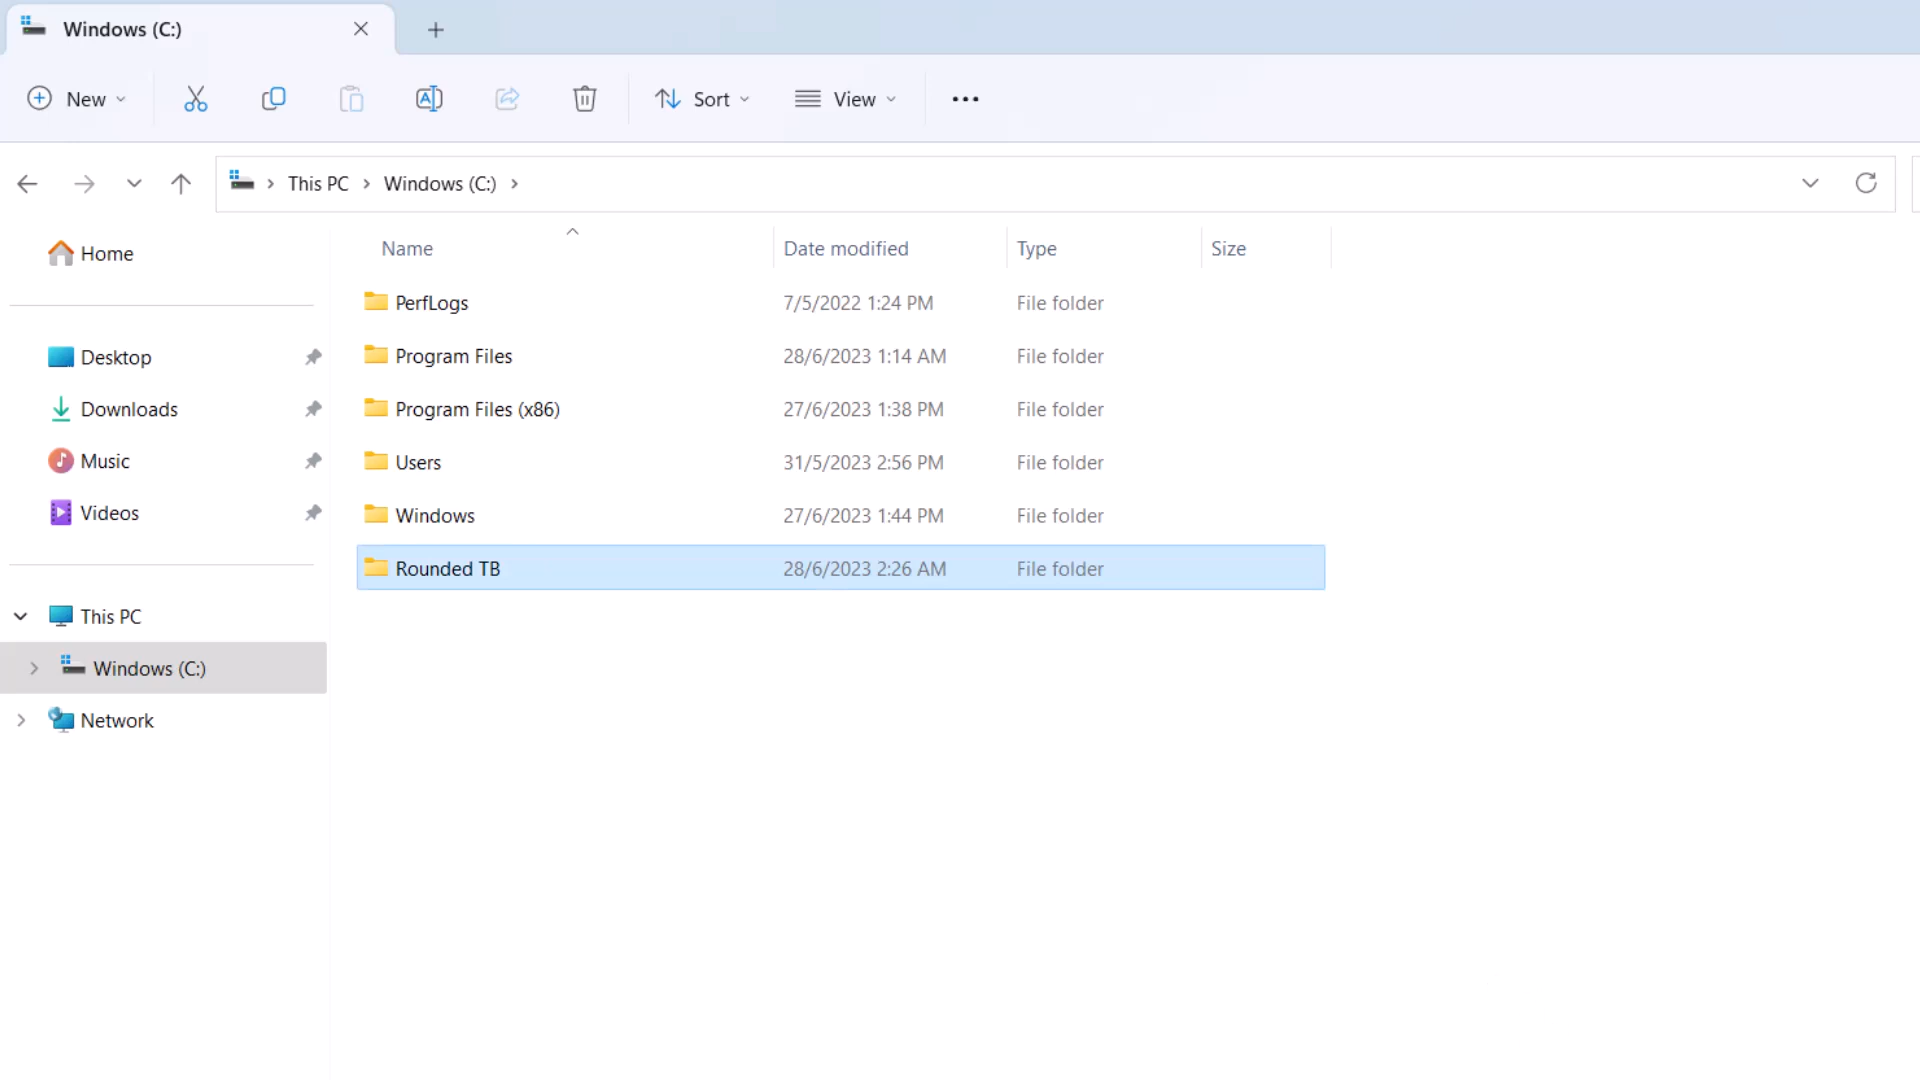 Windows (C:)
New
Sort
View
This PC
Windows (C:)
Home
Desktop
Downloads
Music
Videos
This PC
Windows (C:)
Network
Name Date modified Type Size
PerfLogs 7/5/2022 1:24 PM File folder
Program Files 28/6/2023 1:14 AM File folder
Program Files (x86) 27/6/2023 1:38 PM File folder
Users 31/5/2023 2:56 PM File folder
Windows 27/6/2023 1:44 PM File folder
Rounded TB 28/6/2023 2:26 AM File folder